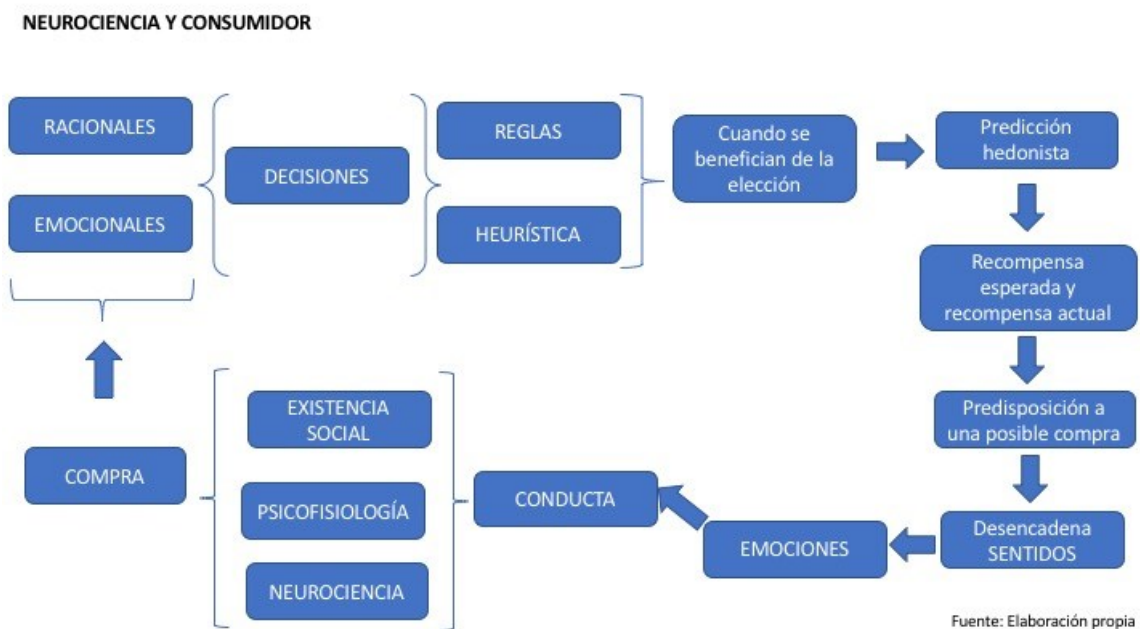 NEUROCIENCIA Y CONSUMIDOR
RACIONALES
EMOCIONALES
DECISIONES
REGLAS
HEURÍSTICA
Cuando se
benefician de la
elección
Predicción
hedonista
Recompensa
esperada y
recompensa actual
Predisposición a
una posible compra
Desencadena
SENTIDOS
EMOCIONES
CONDUCTA
EXISTENCIA
SOCIAL
PSICOFISIOLOGÍA
NEUROCIENCIA
COMPRA
Fuente: Elaboración propia